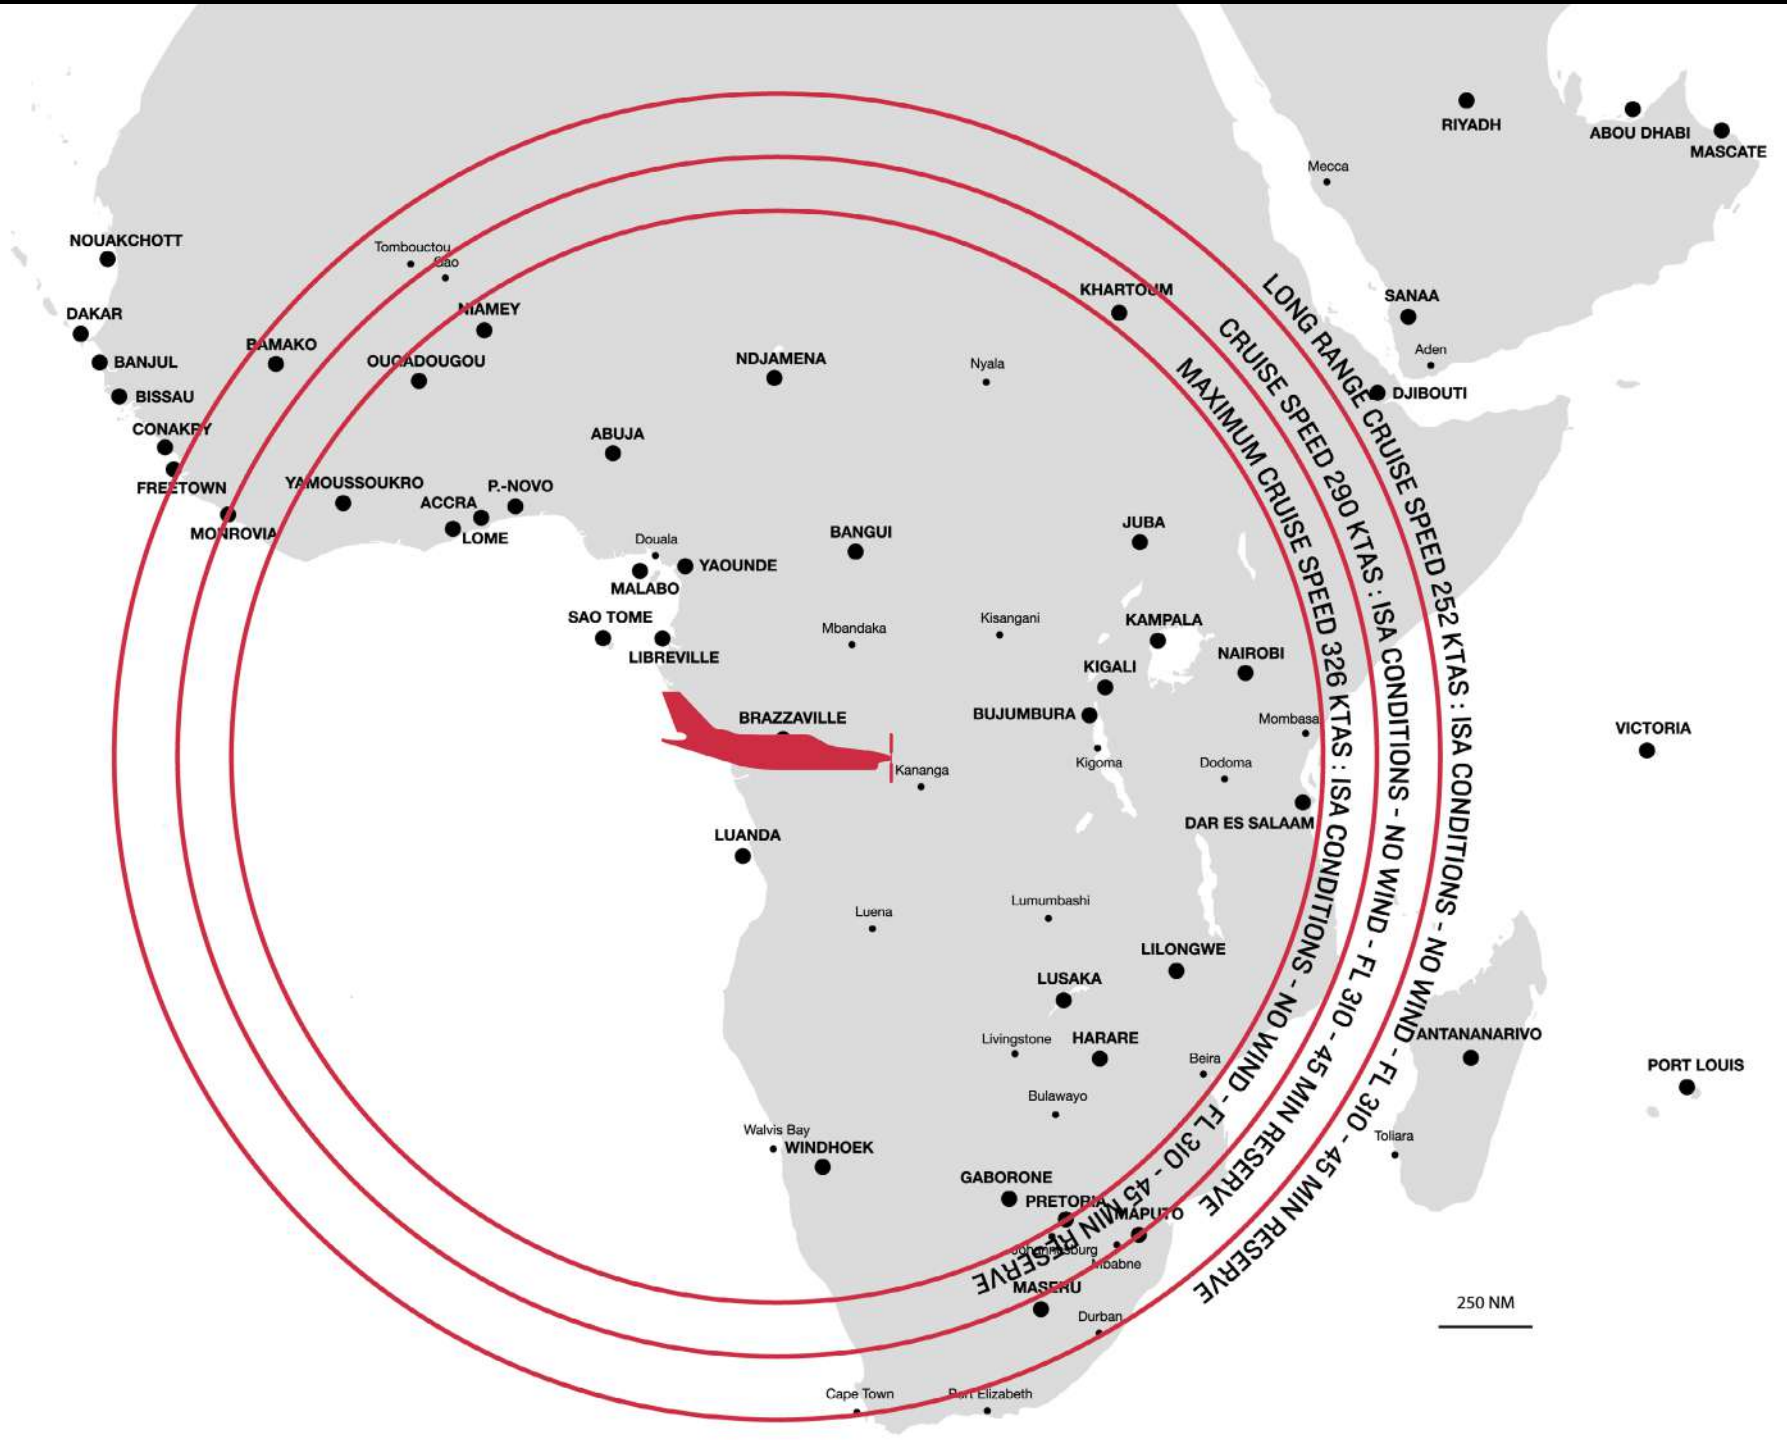 RIYADH
ABOU DHABI
MASCATE
Mecca
NOUAKCHOTT
Tombouctou
Gao
KHARTOUM
SANAA
NIAMEY
DAKAR
BAMAKO
Aden
BANJUL
OUGADOUGOU
NDJAMENA
Nyala
DJIBOUTI
BISSAU
CONAKRY
ABUJA
FREETOWN
YAMOUSSOUKRO
P.-NOVO
ACCRA
MONROVIA
LOME
Douala
BANGUI
JUBA
YAOUNDE
MALABO
SAO TOME
Mbandaka
Kisangani
KAMPALA
LIBREVILLE
NAIROBI
KIGALI
BRAZZAVILLE
BUJUMBURA
Mombasa
VICTORIA
Kananga
Kigoma
Dodoma
DAR ES SALAAM
LUANDA
Luena
Lumumbashi
LILONGWE
LUSAKA
Livingstone
HARARE
Beira
ANTANANARIVO
PORT LOUIS
Bulawayo
Walvis Bay
WINDHOEK
Toliara
GABORONE
PRETORIA
MAPUTO
Johannesburg
Mbabne
MASERU
Durban
Cape Town
Port Elizabeth
LONG RANGE CRUISE SPEED 252 KTAS : ISA CONDITIONS - NO WIND - FL 310 - 45 MIN RESERVE
CRUISE SPEED 290 KTAS : ISA CONDITIONS - NO WIND - FL 310 - 45 MIN RESERVE
MAXIMUM CRUISE SPEED 326 KTAS : ISA CONDITIONS - NO WIND - FL 310 - 45 MIN RESERVE
250 NM